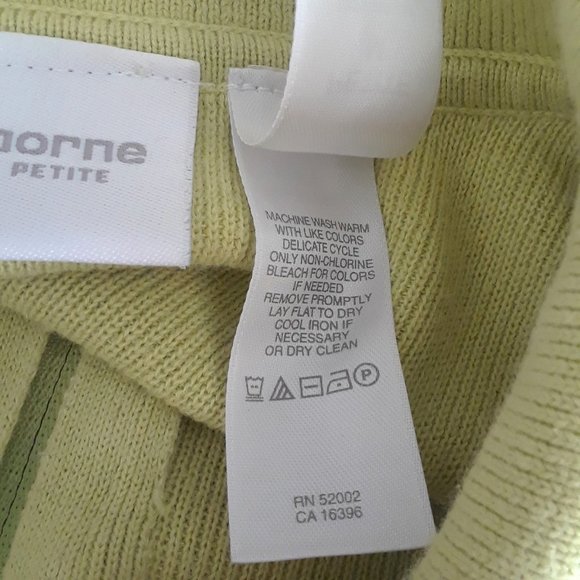 orne
PETITE
MACHINE WASH WARM
WITH LIKE COLORS
DELICATE CYCLE
ONLY NON-CHLORINE
BLEACH FOR COLORS
IF NEEDED
REMOVE PROMPTLY
LAY FLAT TO DRY
COOL IRON IF
NECESSARY
OR DRY CLEAN
P
RN 52002
CA 16396